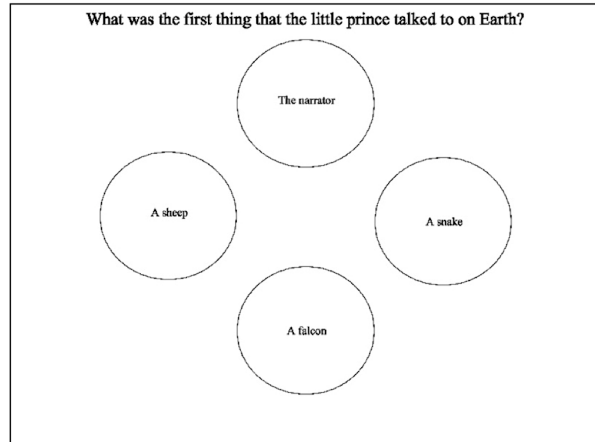 What was the first thing that the little prince talked to on Earth?
The narrator
A sheep
A snake
A falcon